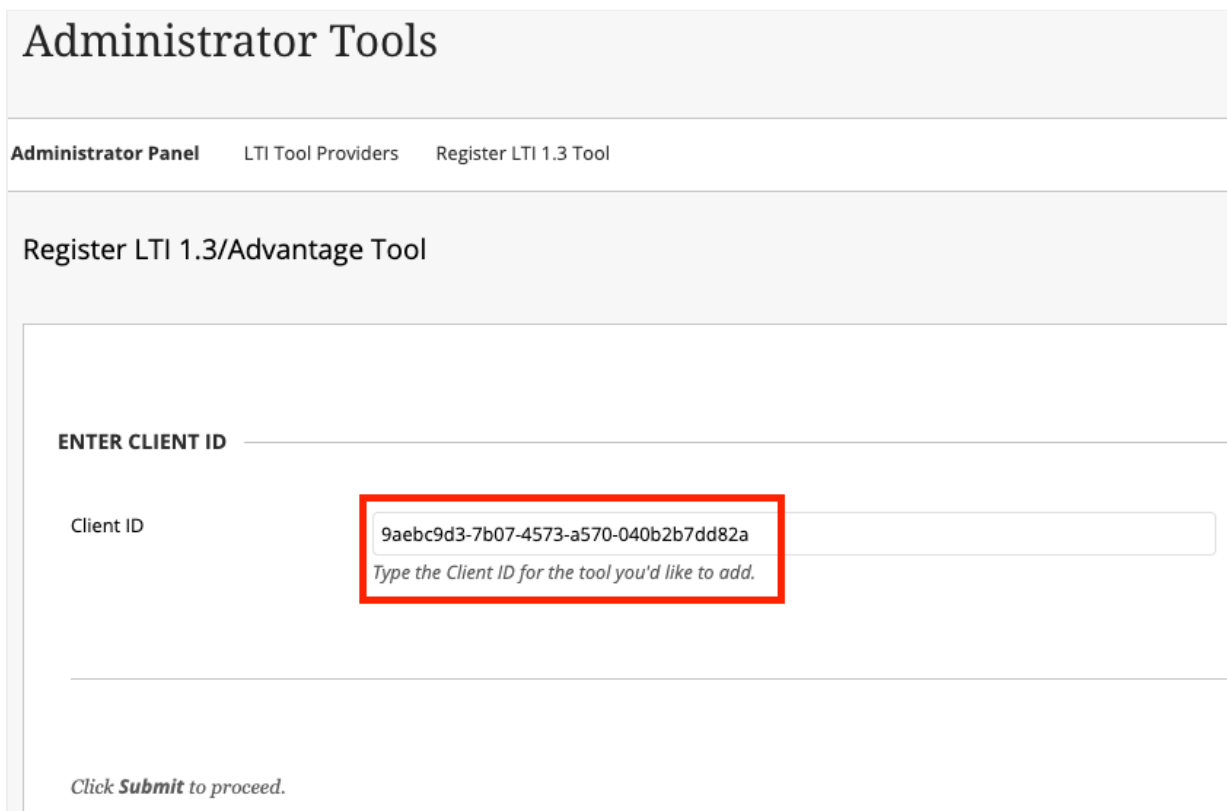 Administrator Tools
Administrator Panel LTI Tool Providers Register LTI 1.3 Tool
Register LTI 1.3/Advantage Tool
ENTER CLIENT ID
Client ID
9aebc9d3-7b07-4573-a570-040b2b7dd82a
Type the Client ID for the tool you'd like to add.
Click Submit to proceed.